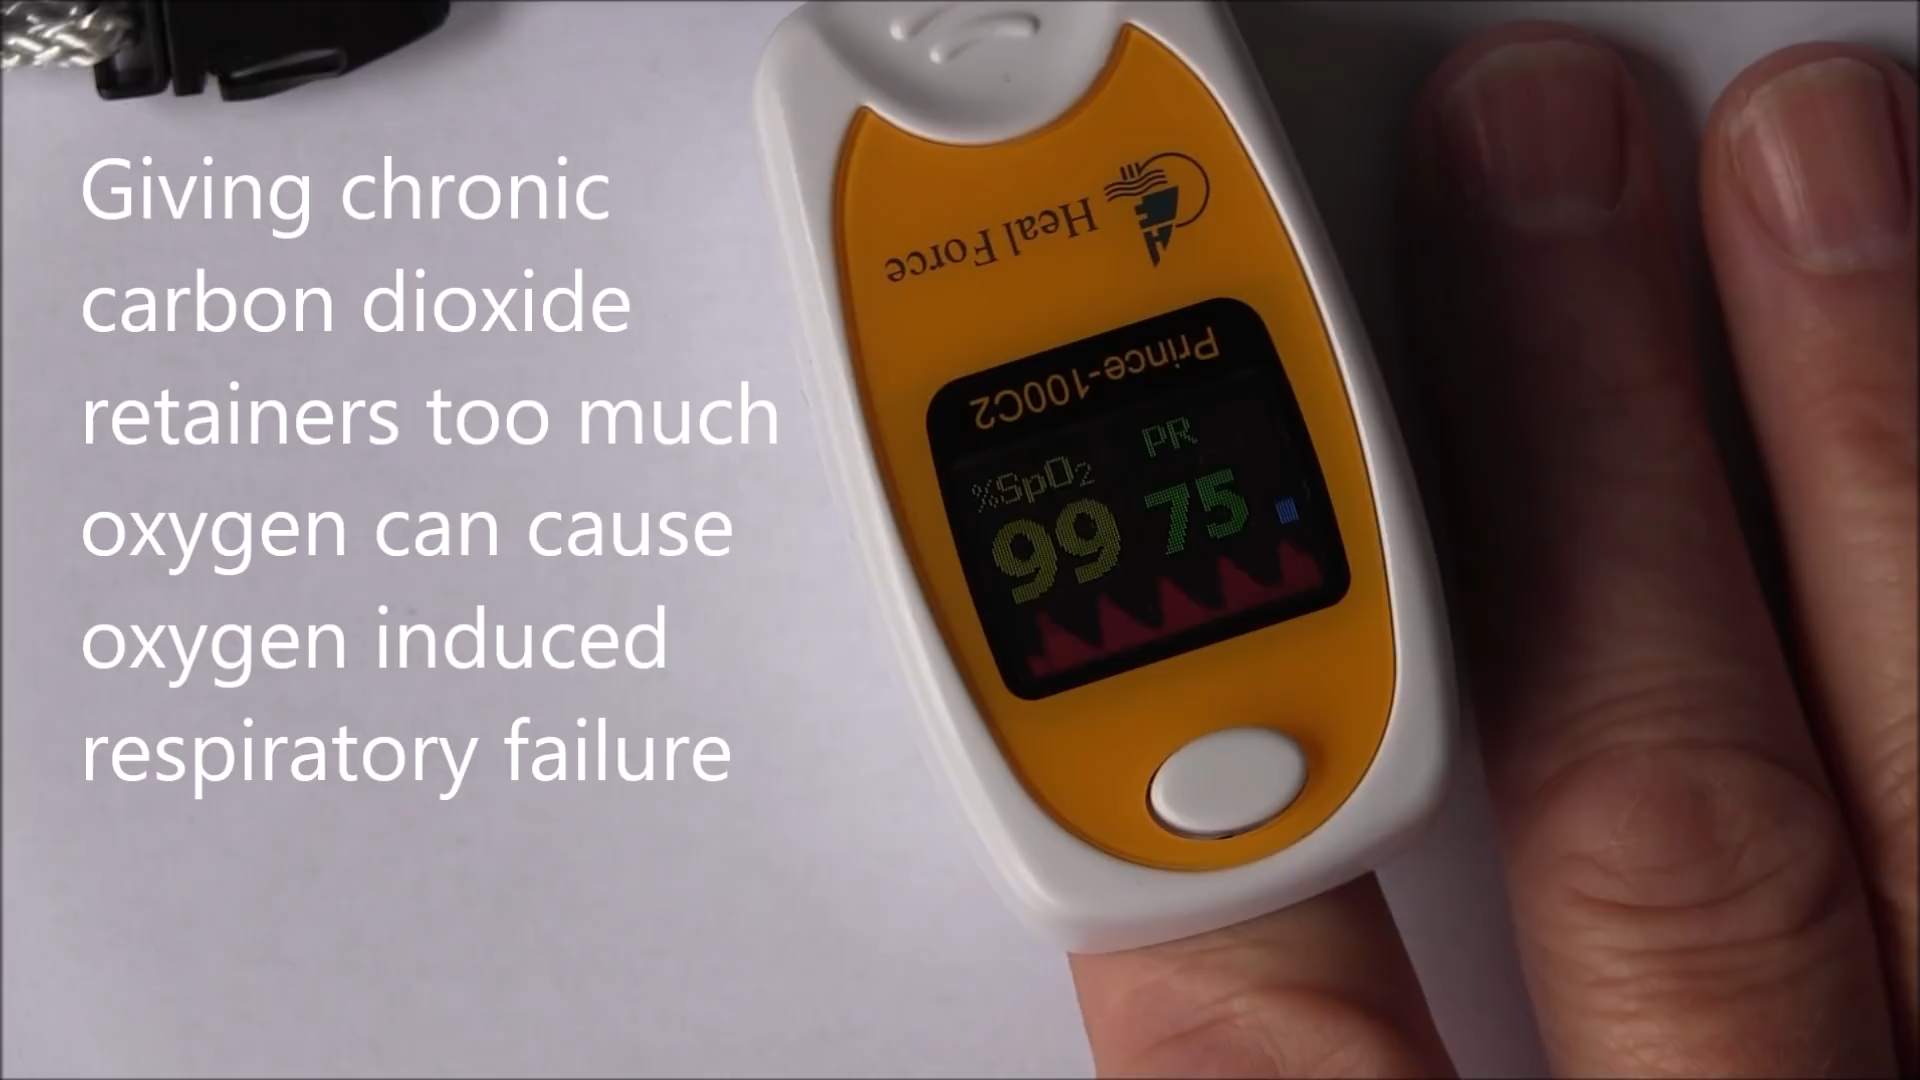 Giving chronic
carbon dioxide
retainers too much
oxygen can cause
oxygen induced
respiratory failure
Heal Force
Prince-100C2
%SpO2 PR
99 75